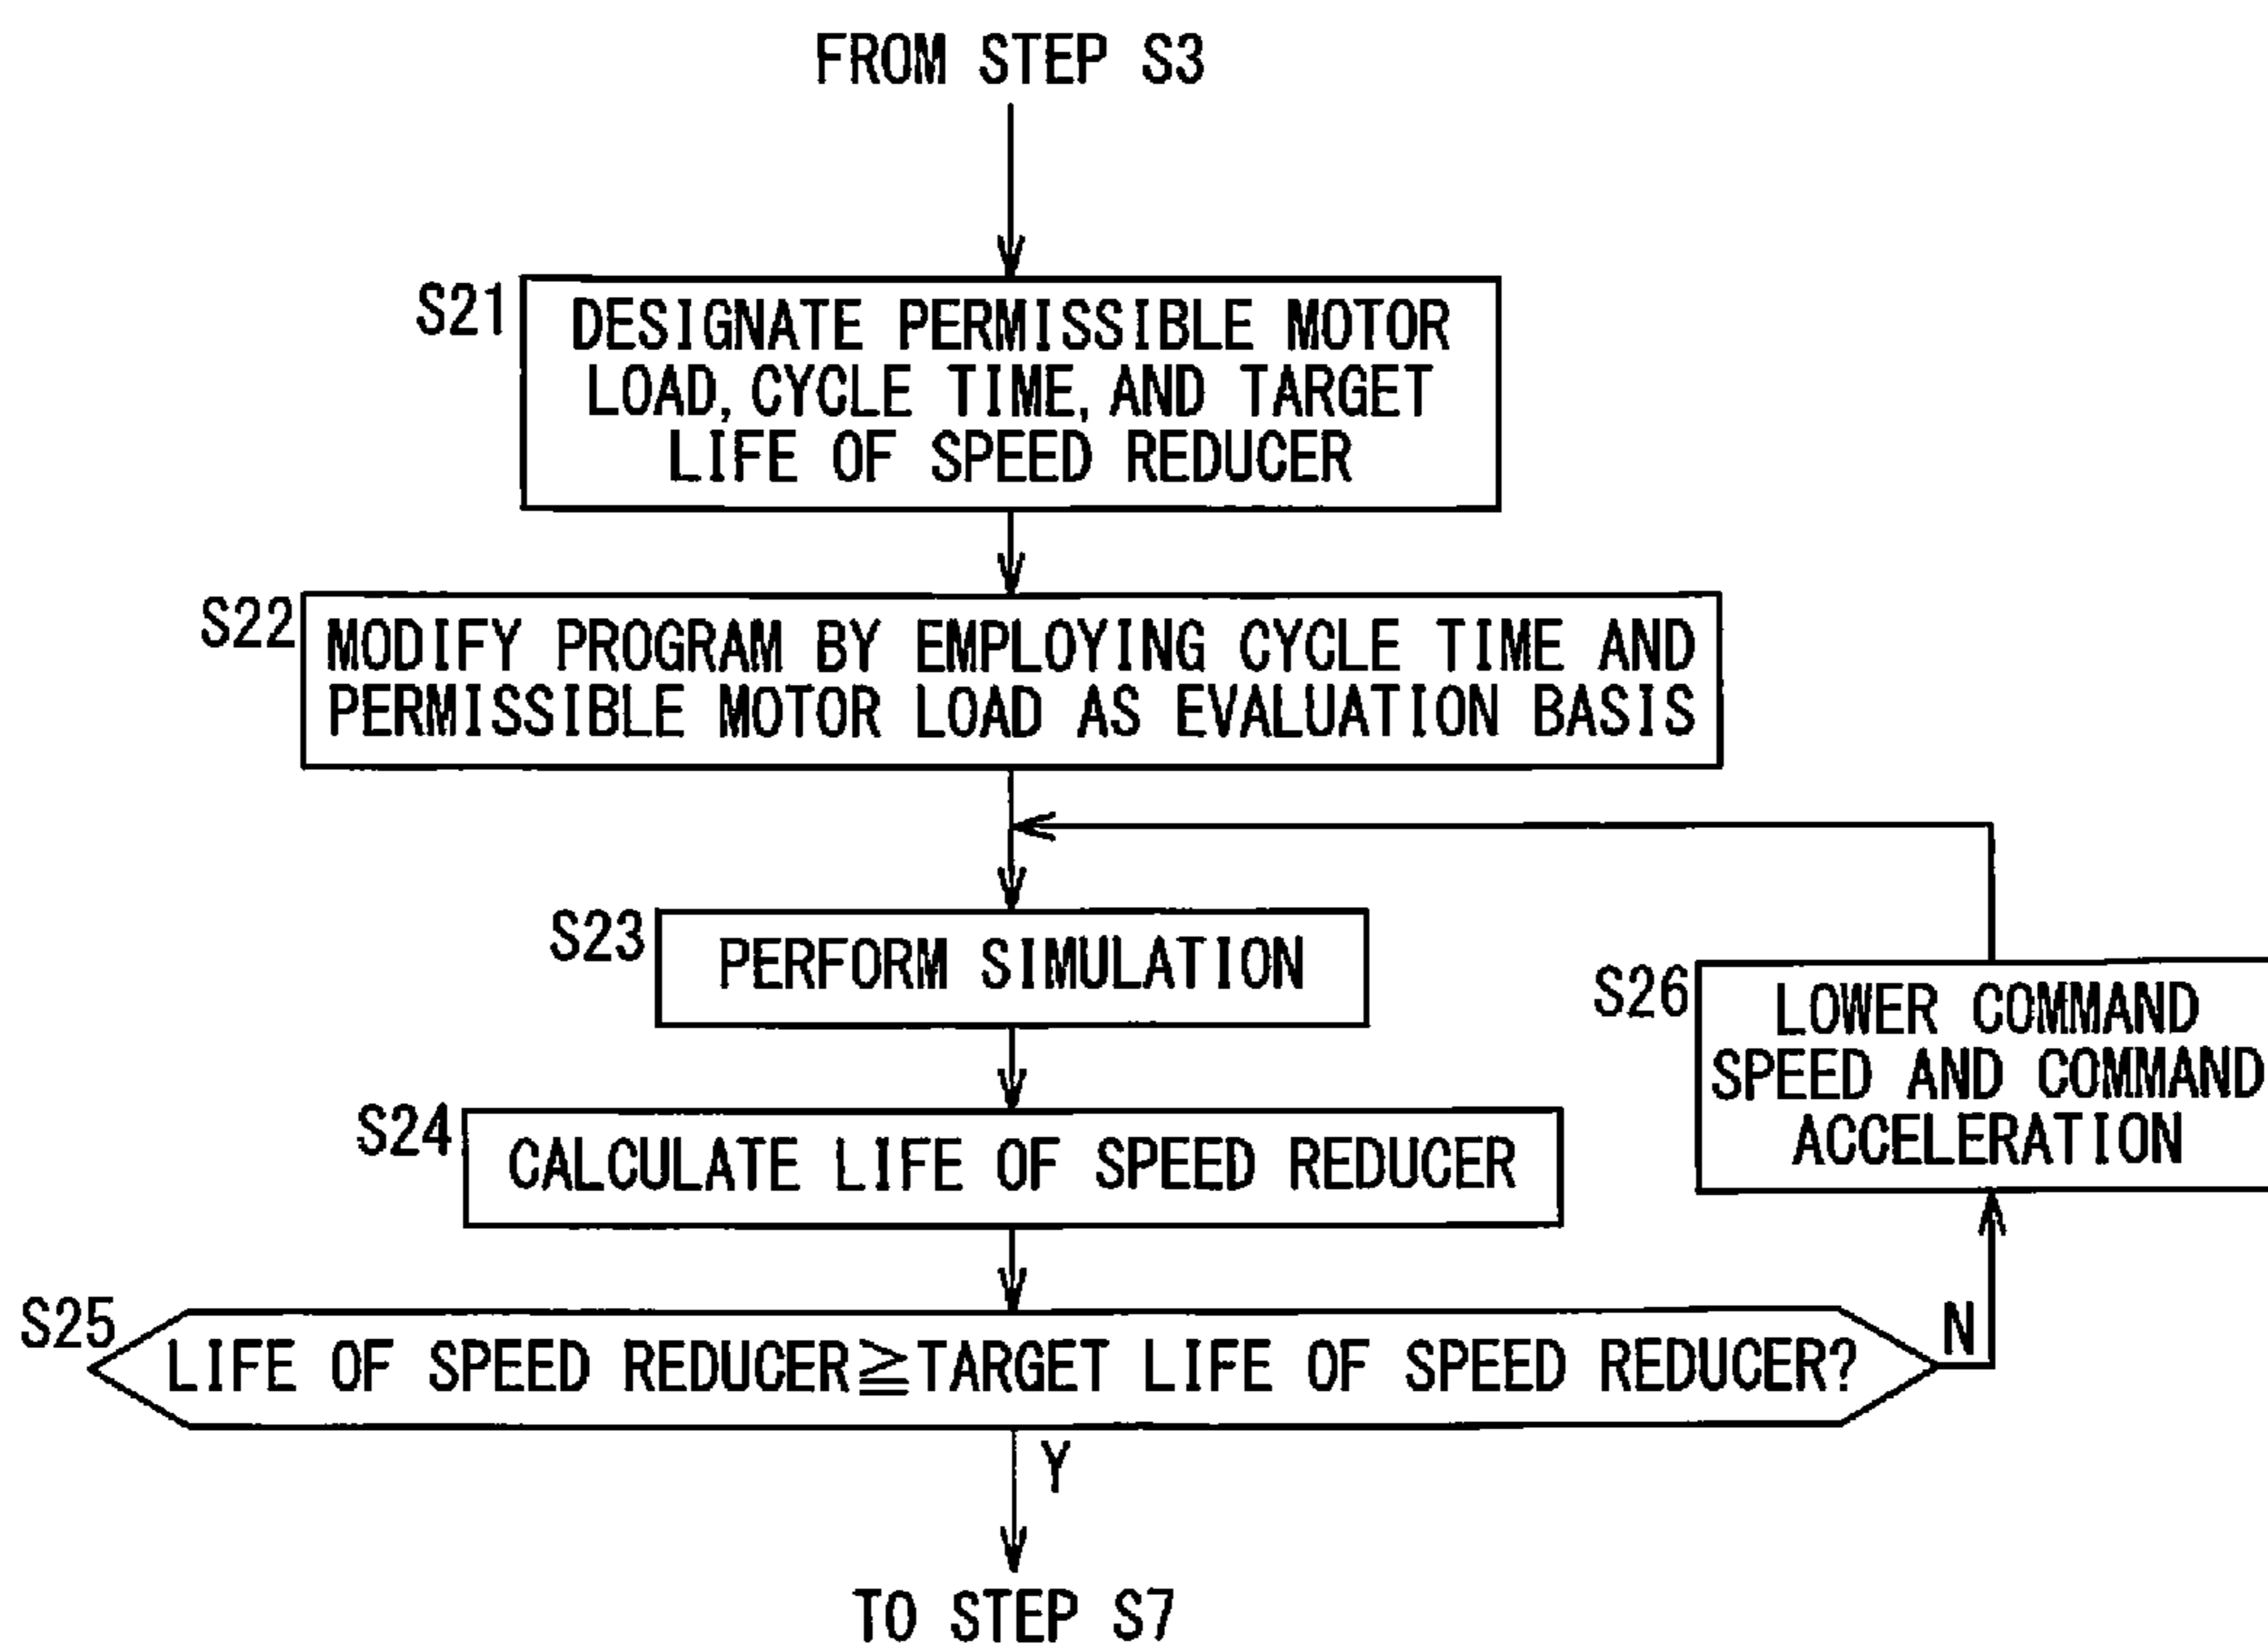 FROM STEP S3
S21
DESIGNATE PERMISSIBLE MOTOR
LOAD, CYCLE TIME, AND TARGET
LIFE OF SPEED REDUCER
S22
MODIFY PROGRAM BY EMPLOYING CYCLE TIME AND
PERMISSIBLE MOTOR LOAD AS EVALUATION BASIS
S23
PERFORM SIMULATION
S26
LOWER COMMAND
SPEED AND COMMAND
ACCELERATION
S24
CALCULATE LIFE OF SPEED REDUCER
S25
LIFE OF SPEED REDUCER≧TARGET LIFE OF SPEED REDUCER?
N
Y
TO STEP S7